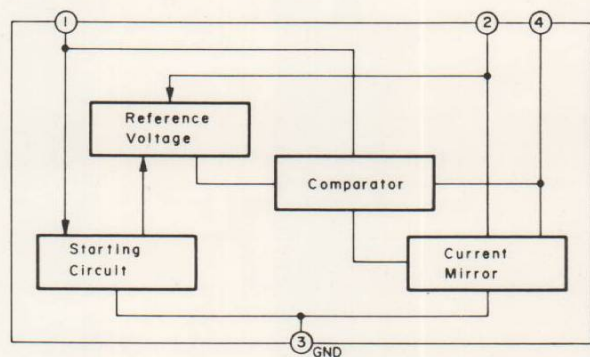 1
2
4
Reference
Voltage
Comparator
Starting
Circuit
Current
Mirror
3
GND